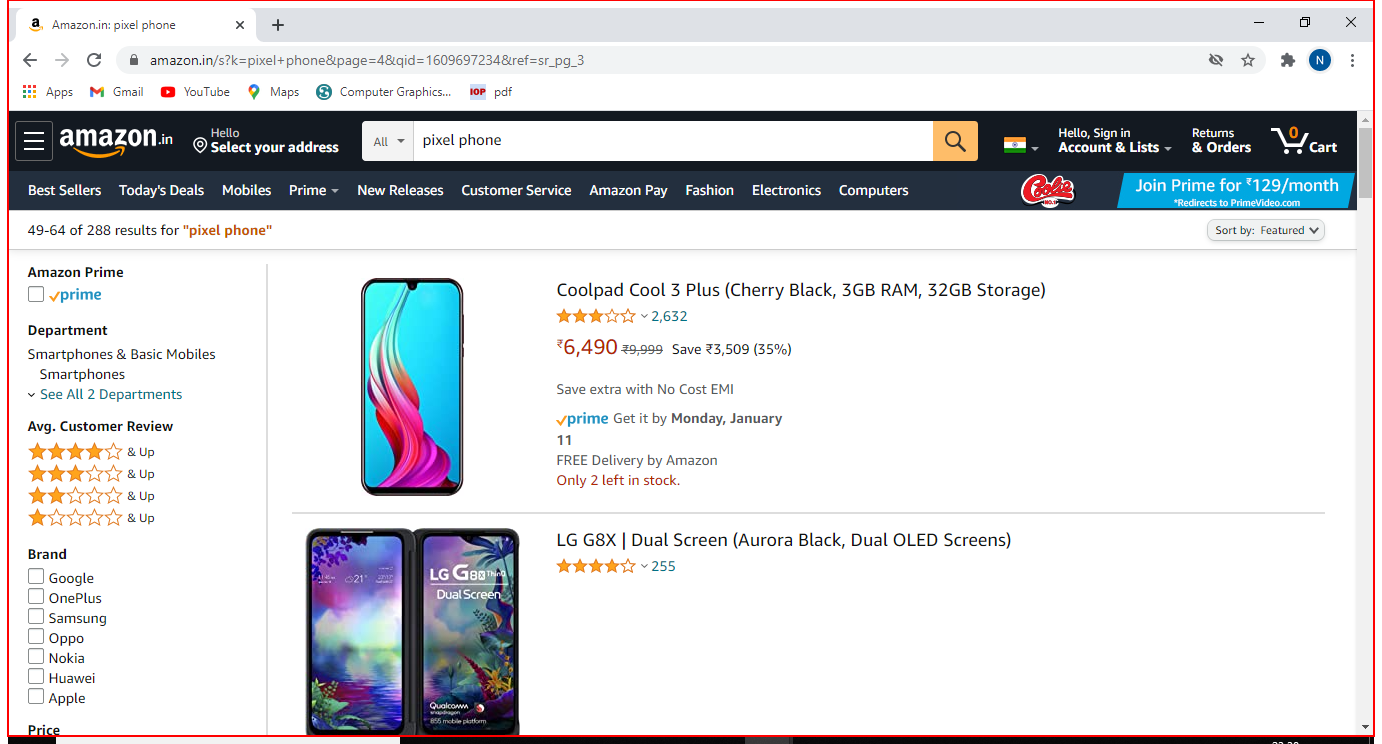 Amazon.in: pixel phone
amazon.in/s?k=pixel+phone&page=4&qid=1609697234&ref=sr_pg_3
N
Apps Gmail YouTube Maps Computer Graphics... IOP pdf
amazon.in
Hello
Select your address
All
pixel phone
Hello, Sign in
Account & Lists
Returns
& Orders
0
Cart
Best Sellers Today's Deals Mobiles Prime New Releases Customer Service Amazon Pay Fashion Electronics Computers
Coolie
NO.1
Join Prime for ₹129/month
*Redirects to PrimeVideo.com
49-64 of 288 results for "pixel phone"
Sort by: Featured
Amazon Prime
prime
Department
Smartphones & Basic Mobiles
Smartphones
See All 2 Departments
Avg. Customer Review
& Up
& Up
& Up
& Up
Brand
Google
OnePlus
Samsung
Oppo
Nokia
Huawei
Apple
Price
Coolpad Cool 3 Plus (Cherry Black, 3GB RAM, 32GB Storage)
2,632
₹6,490 ₹9,999 Save ₹3,509 (35%)
Save extra with No Cost EMI
prime Get it by Monday, January
11
FREE Delivery by Amazon
Only 2 left in stock.
LG G8X | Dual Screen (Aurora Black, Dual OLED Screens)
255
21°
LG G8X ThinQ
Dual Screen
Qualcomm
snapdragon
855 mobile platform